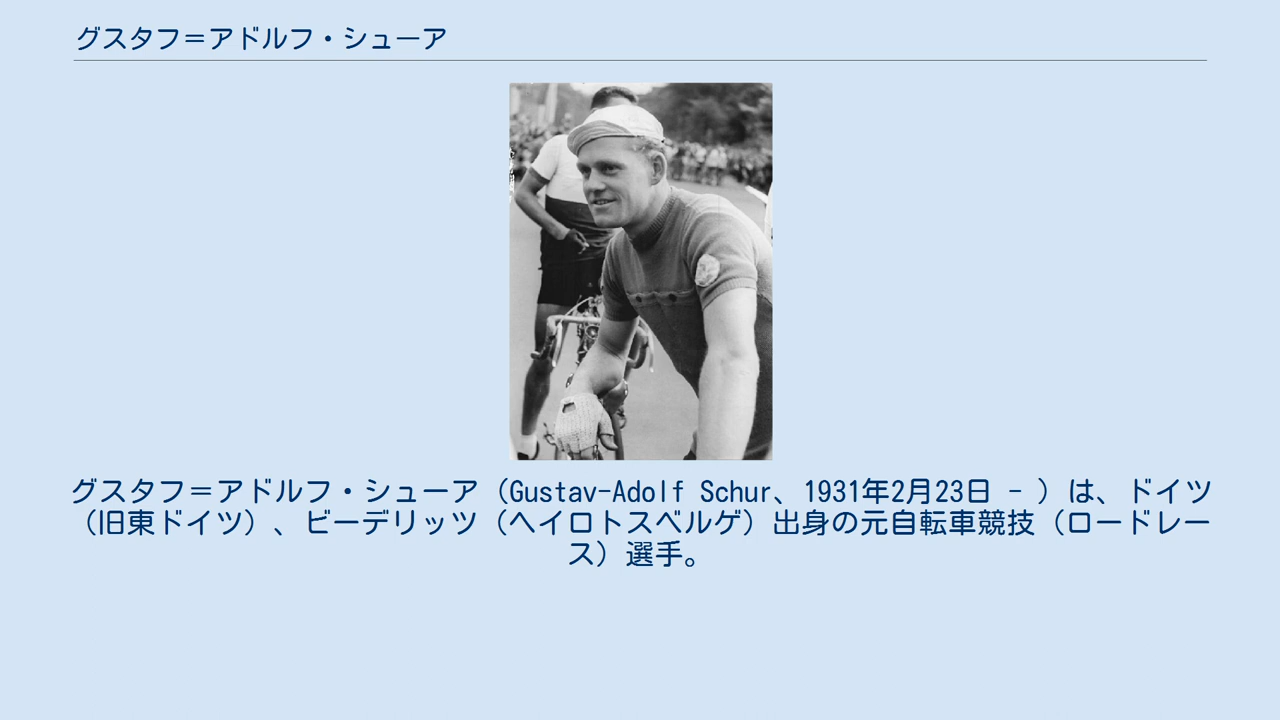 グスタフ＝アドルフ・シューア
グスタフ＝アドルフ・シューア（Gustav-Adolf Schur、1931年2月23日 - ）は、ドイツ
（旧東ドイツ）、ビーデリッツ（ヘイロトスベルゲ）出身の元自転車競技（ロードレー
ス）選手。